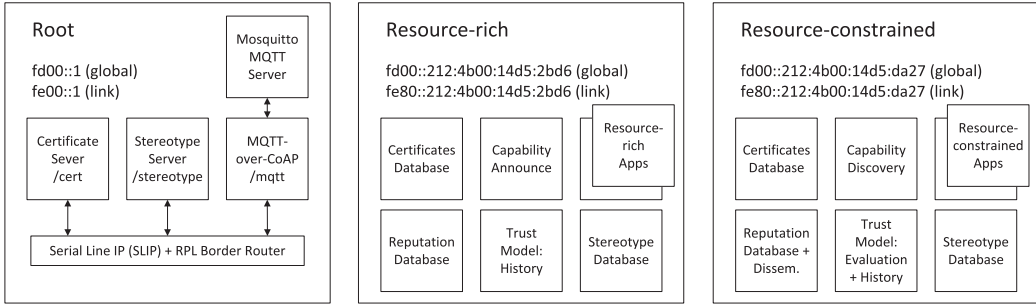 Root
fd00::1 (global)
fe00::1 (link)
Mosquitto
MQTT
Server
Certificate
Sever
/cert
Stereotype
Server
/stereotype
MQTT-
over-CoAP
/mqtt
Serial Line IP (SLIP) + RPL Border Router
Resource-rich
fd00::212:4b00:14d5:2bd6 (global)
fe80::212:4b00:14d5:2bd6 (link)
Certificates
Database
Capability
Announce
Resource-
rich
Apps
Reputation
Database
Trust
Model:
History
Stereotype
Database
Resource-constrained
fd00::212:4b00:14d5:da27 (global)
fe80::212:4b00:14d5:da27 (link)
Certificates
Database
Capability
Discovery
Resource-
constrained
Apps
Reputation
Database +
Dissem.
Trust
Model:
Evaluation
+ History
Stereotype
Database